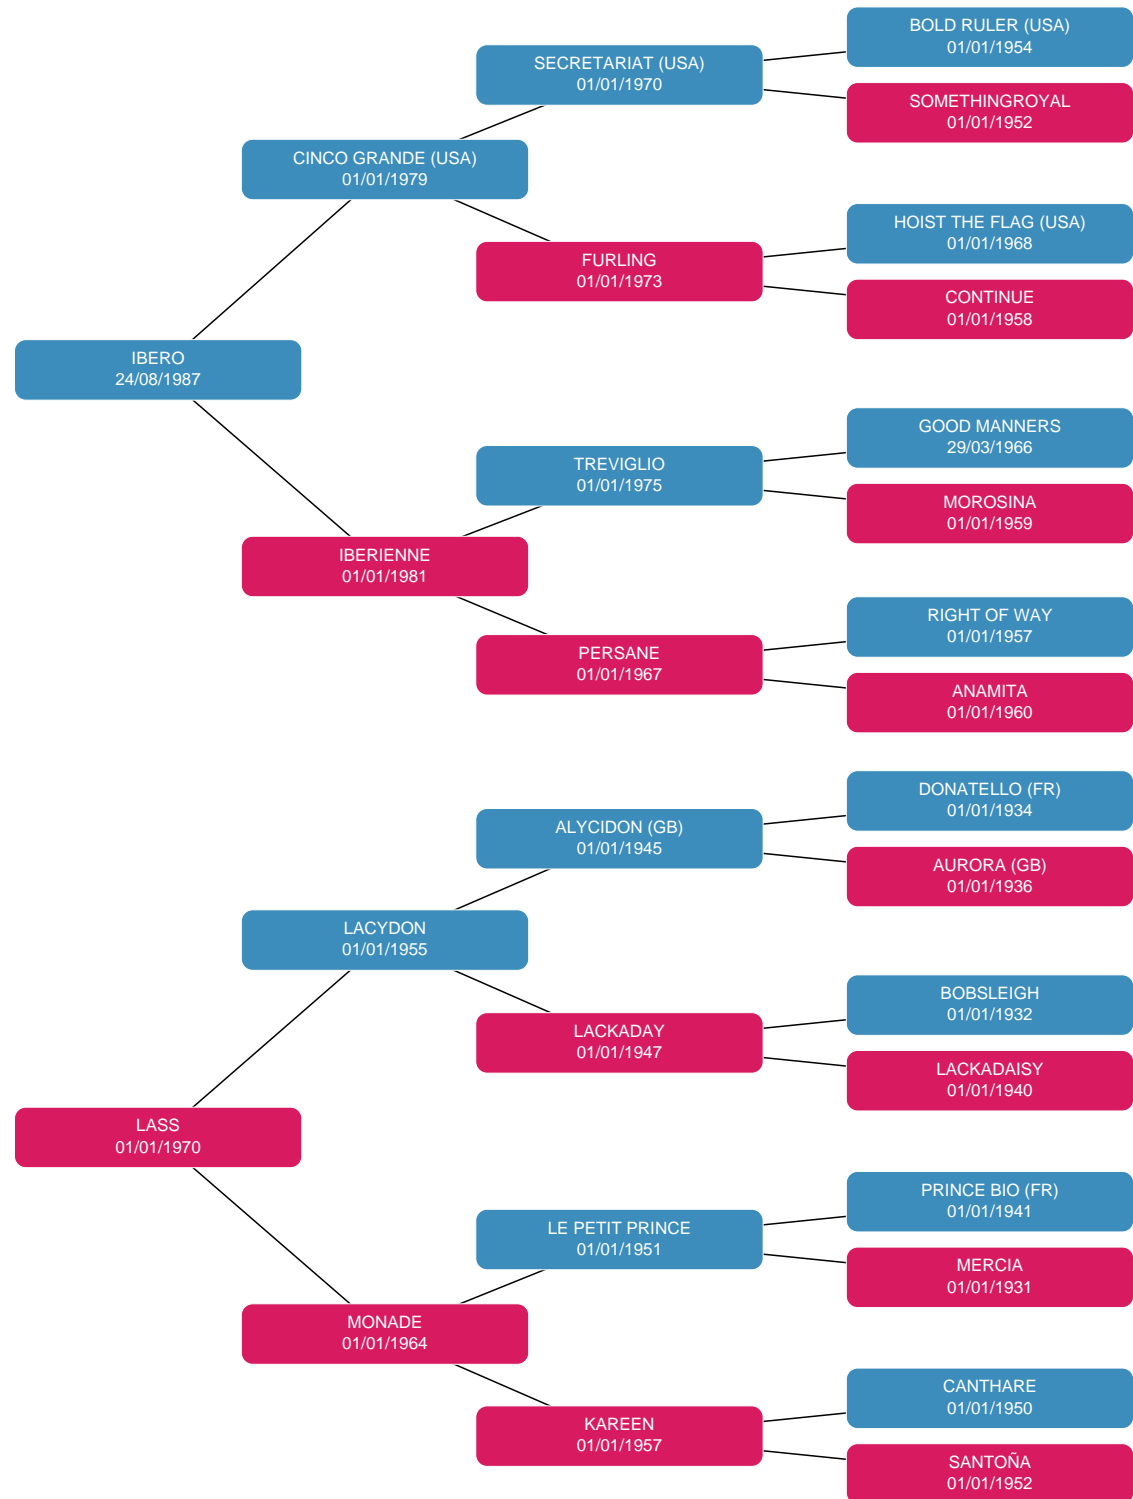 BOLD RULER (USA)
01/01/1954
SECRETARIAT (USA)
01/01/1970
SOMETHINGROYAL
01/01/1952
CINCO GRANDE (USA)
01/01/1979
HOIST THE FLAG (USA)
01/01/1968
FURLING
01/01/1973
CONTINUE
01/01/1958
IBERO
24/08/1987
GOOD MANNERS
29/03/1966
TREVIGLIO
01/01/1975
MOROSINA
01/01/1959
IBERIENNE
01/01/1981
RIGHT OF WAY
01/01/1957
PERSANE
01/01/1967
ANAMITA
01/01/1960
DONATELLO (FR)
01/01/1934
ALYCIDON (GB)
01/01/1945
AURORA (GB)
01/01/1936
LACYDON
01/01/1955
BOBSLEIGH
01/01/1932
LACKADAY
01/01/1947
LACKADAISY
01/01/1940
LASS
01/01/1970
PRINCE BIO (FR)
01/01/1941
LE PETIT PRINCE
01/01/1951
MERCIA
01/01/1931
MONADE
01/01/1964
CANTHARE
01/01/1950
KAREEN
01/01/1957
SANTOÑA
01/01/1952